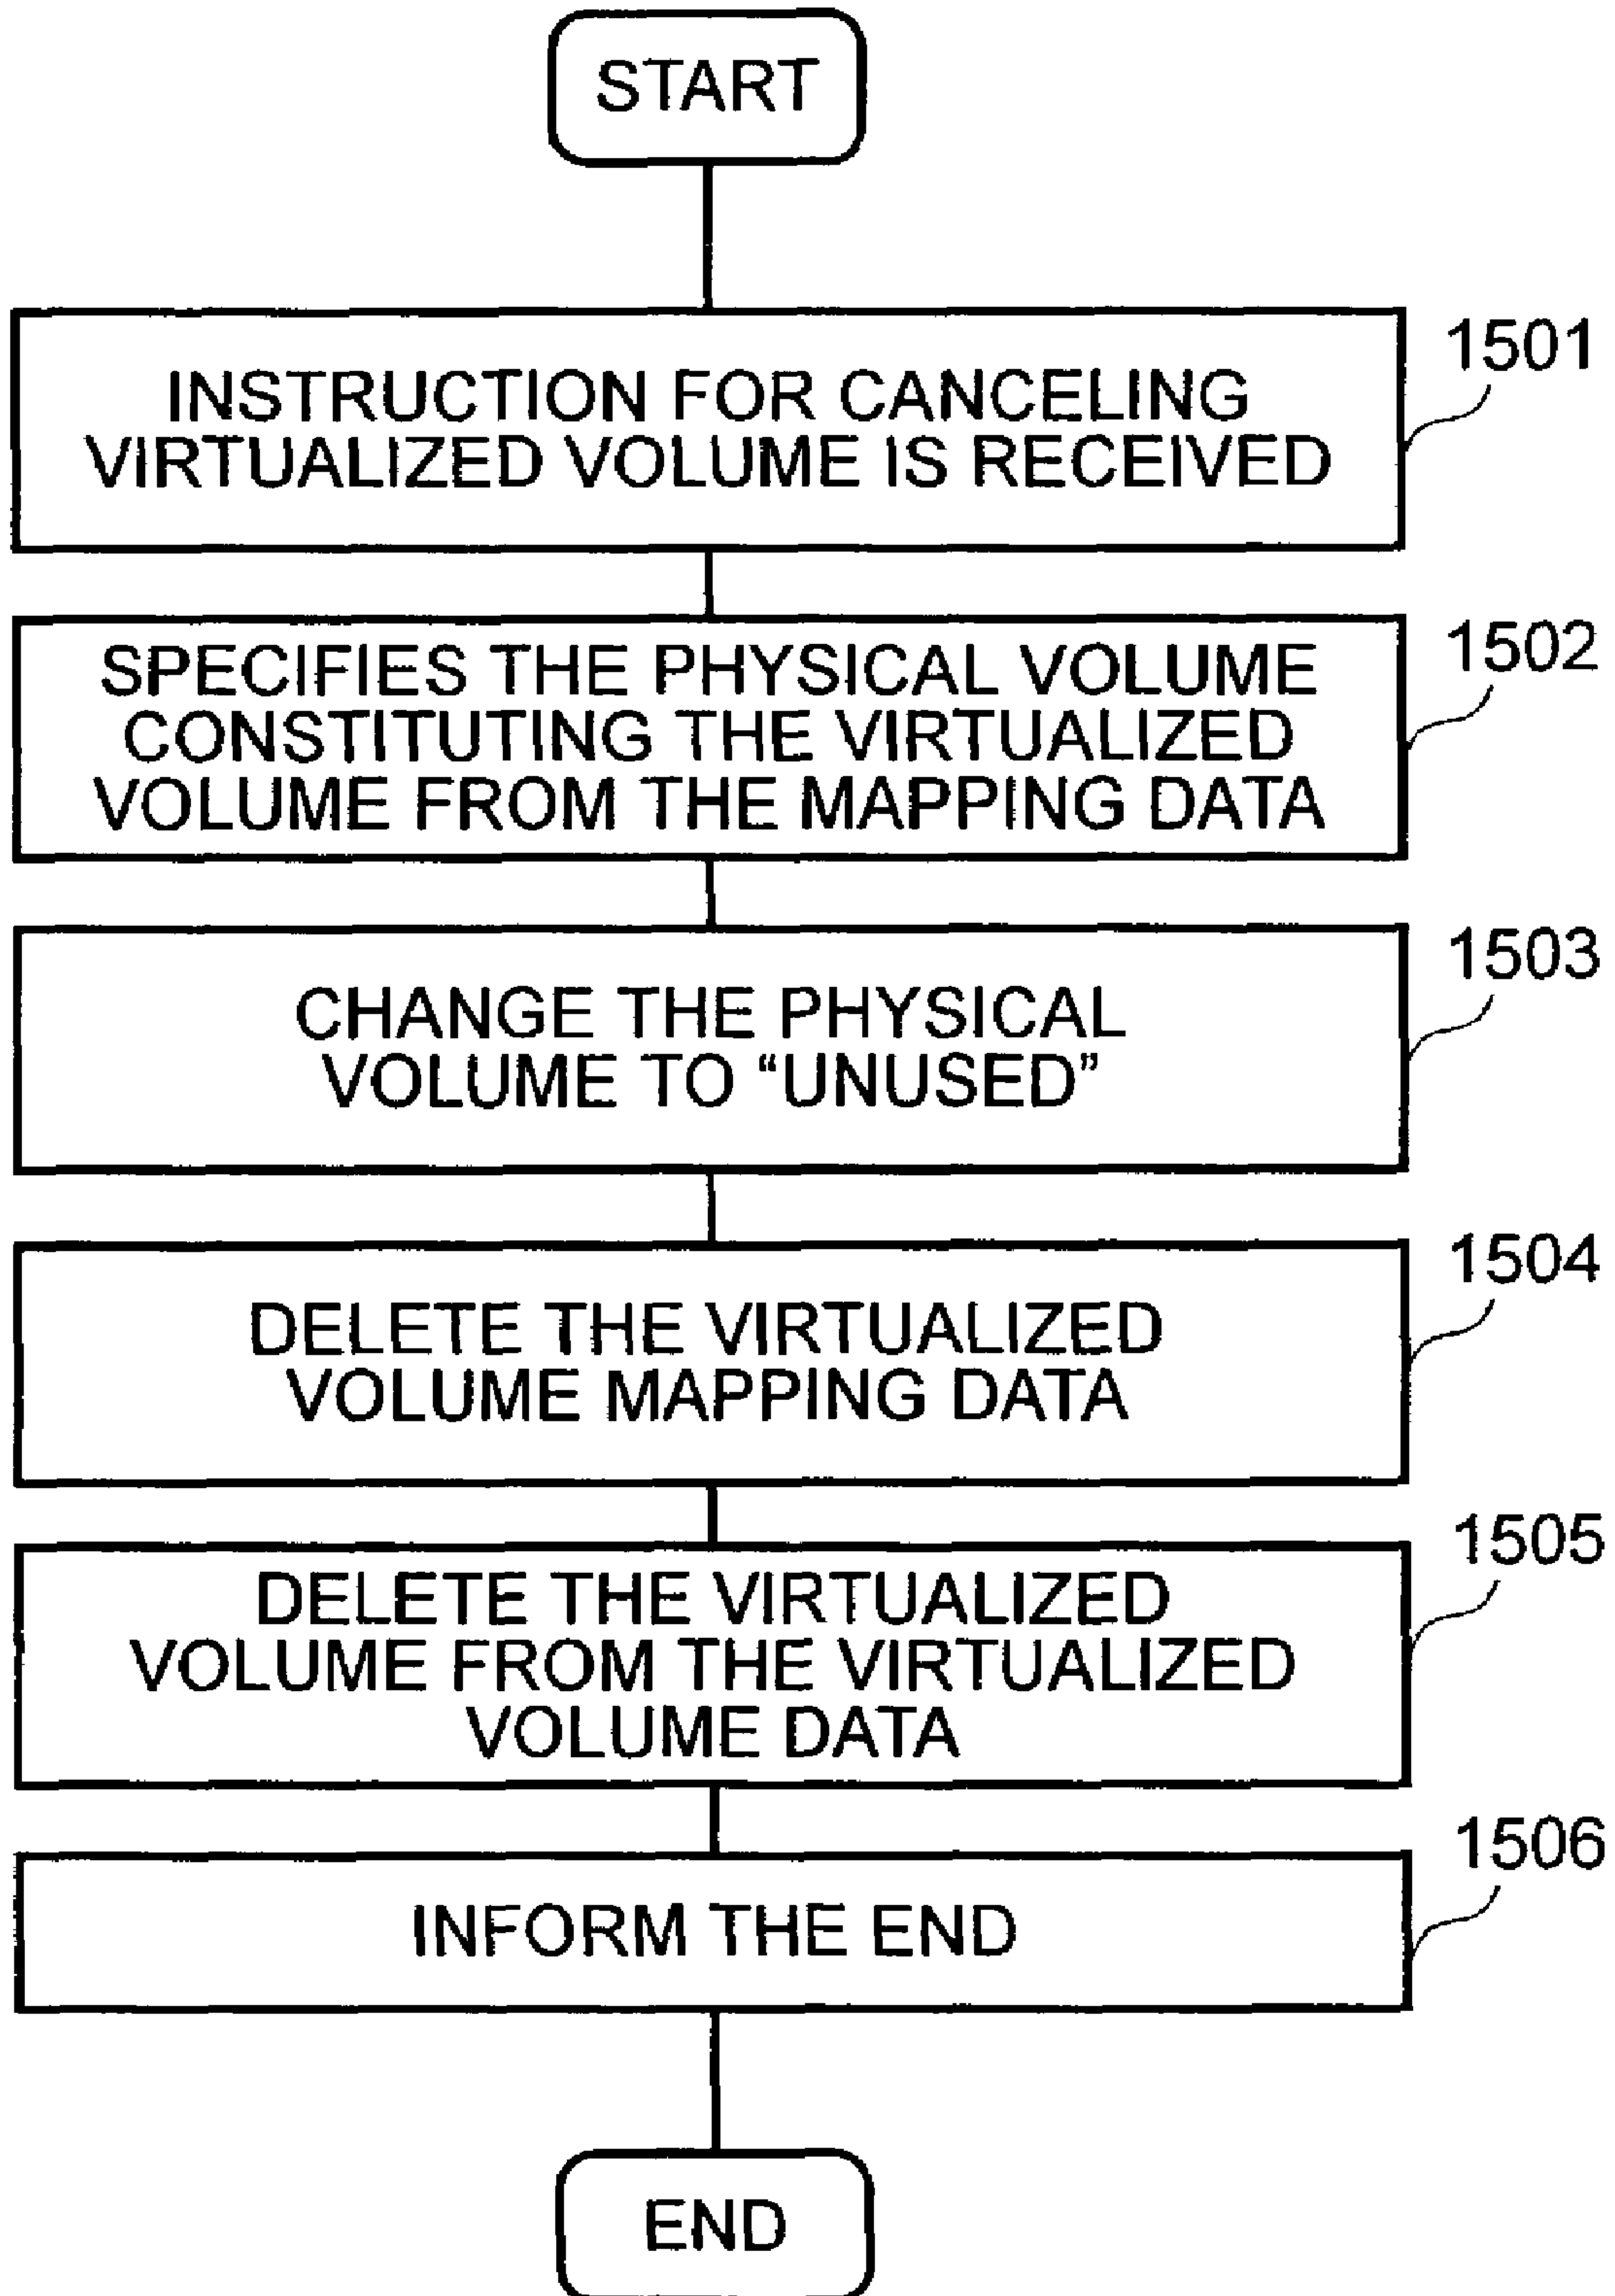 START
1501
INSTRUCTION FOR CANCELING
VIRTUALIZED VOLUME IS RECEIVED
1502
SPECIFIES THE PHYSICAL VOLUME
CONSTITUTING THE VIRTUALIZED
VOLUME FROM THE MAPPING DATA
1503
CHANGE THE PHYSICAL
VOLUME TO “UNUSED”
1504
DELETE THE VIRTUALIZED
VOLUME MAPPING DATA
1505
DELETE THE VIRTUALIZED
VOLUME FROM THE VIRTUALIZED
VOLUME DATA
1506
INFORM THE END
END